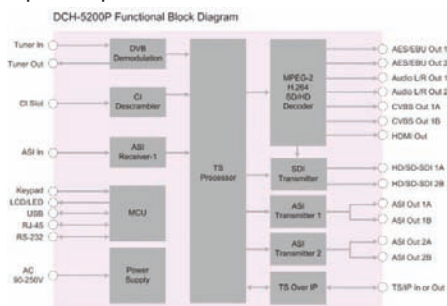 DCH-5200P Functional Block Diagram
Tuner In
Tuner Out
CI Slot
ASI In
Keypad
LCD/LED
USB
RJ-45
RS-232
AC
90-250V
DVB
Demodulation
CI
Descrambler
ASI
Receiver-1
MCU
Power
Supply
TS
Processor
MPEG-2
H.264
SD/HD
Decoder
SDI
Transmitter
ASI
Transmitter 1
ASI
Transmitter 2
TS Over IP
AES/EBU Out 1
AES/EBU Out 2
Audio L/R Out 1
Audio L/R Out 2
CVBS Out 1A
CVBS Out 1B
HDMI Out
HD/SD-SDI 1A
HD/SD-SDI 2B
ASI Out 1A
ASI Out 1B
ASI Out 2A
ASI Out 2B
TS/IP In or Out